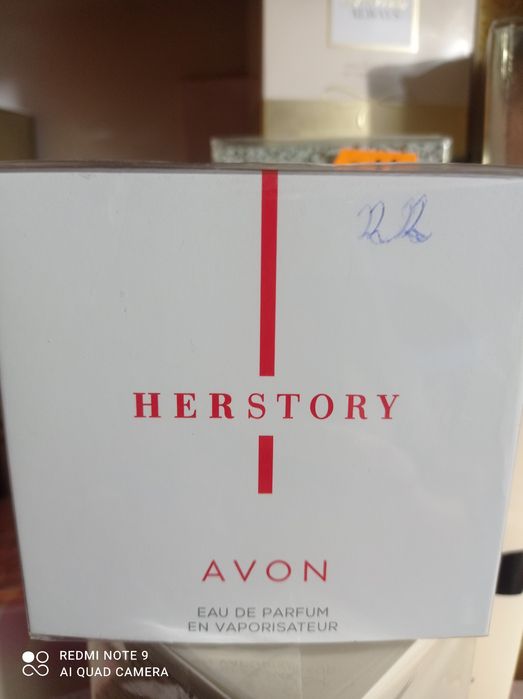 HERSTORY
AVON
EAU DE PARFUM
EN VAPORISATEUR
REDMI NOTE 9
AI QUAD CAMERA